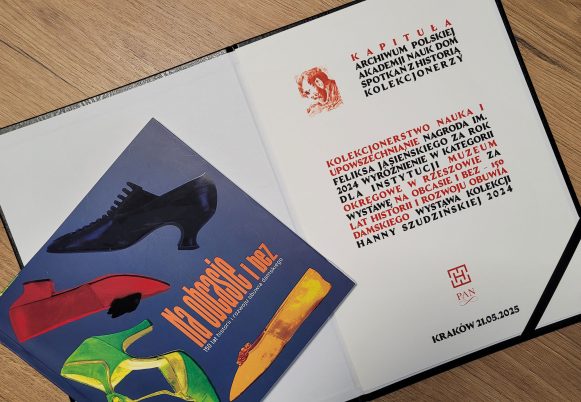 KAPITUŁA
ARCHIWUM POLSKIEJ
AKADEMII NAUK DOM
SPOTKAŃ Z HISTORIĄ
KOLEKCJONERZY
KOLEKCJONERSTWO NAUKA I
UPOWSZECHNIANIE NAGRODA IM.
FELIKSA JASIEŃSKIEGO ZA ROK
2024 WYRÓŻNIENIE W KATEGORII
DLA INSTYTUCJI MUZEUM
OKRĘGOWE W RZESZOWIE ZA
WYSTAWĘ NA OBCASIE I BEZ - 150
LAT HISTORII I ROZWOJU OBUWIA
DAMSKIEGO WYSTAWA KOLEKCJI
HANNY SZUDZIŃSKIEJ 2024
PAN
KRAKÓW 21.05.2025
Na obcasie
i bez
150 lat historii i rozwoju obuwia damskiego